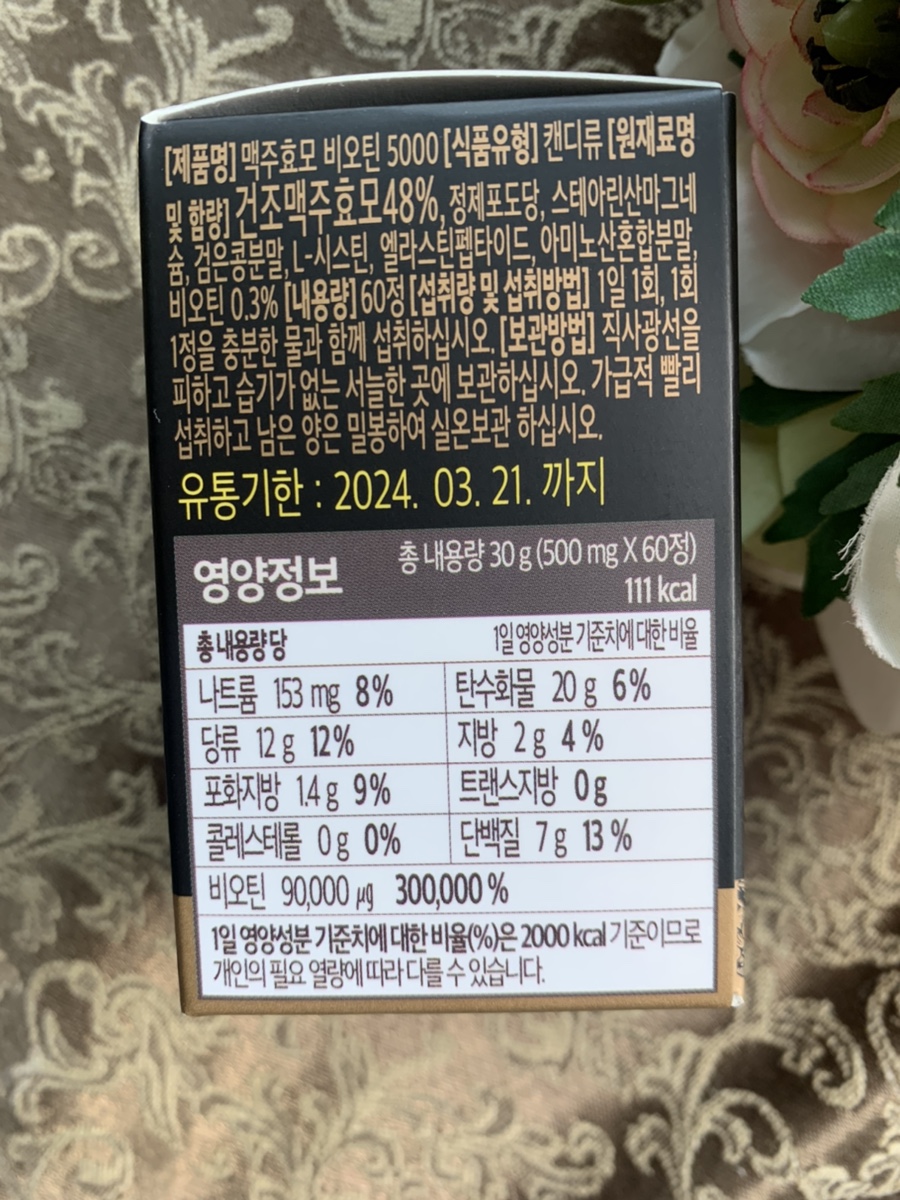 [제품명] 맥주효모 비오틴 5000 [식품유형] 캔디류 [원재료명
및 함량] 건조맥주효모48%, 정제포도당, 스테아린산마그네
슘, 검은콩분말, L-시스틴, 엘라스틴펩타이드, 아미노산혼합분말,
비오틴 0.3% [내용량] 60정 [섭취량 및 섭취방법] 1일 1회, 1회
1정을 충분한 물과 함께 섭취하십시오. [보관방법] 직사광선을
피하고 습기가 없는 서늘한 곳에 보관하십시오. 가급적 빨리
섭취하고 남은 양은 밀봉하여 실온보관 하십시오.
유통기한 : 2024. 03. 21. 까지
영양정보 총 내용량 30 g (500 mg X 60정)
111 kcal
총 내용량당 1일 영양성분 기준치에 대한 비율
나트륨 153 mg 8% 탄수화물 20 g 6%
당류 12 g 12% 지방 2 g 4 %
포화지방 1.4 g 9% 트랜스지방 0 g
콜레스테롤 0 g 0% 단백질 7 g 13 %
비오틴 90,000 μg 300,000 %
1일 영양성분 기준치에 대한 비율(%)은 2000 kcal 기준이므로
개인의 필요 열량에 따라 다를 수 있습니다.